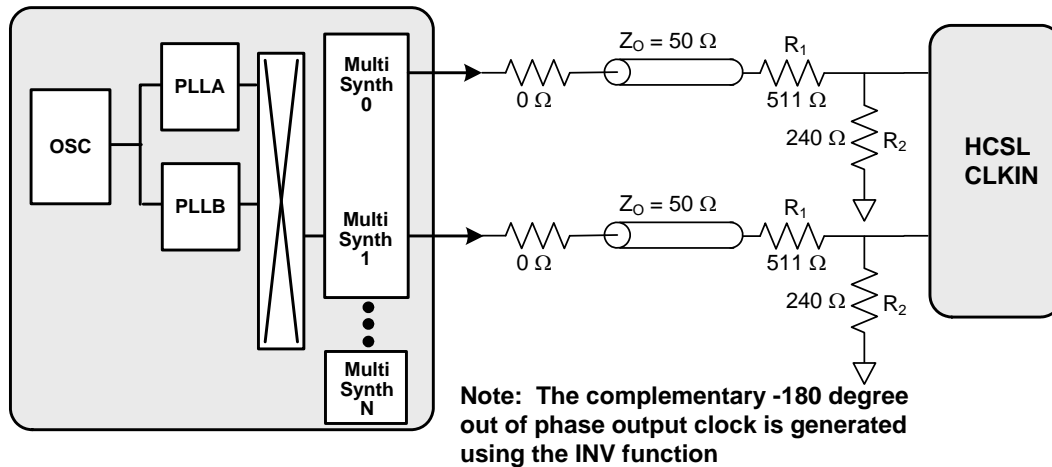 OSC
PLLA
PLLB
Multi
Synth
0
Multi
Synth
1
Multi
Synth
N
0 Ω
Z_O = 50 Ω
R_1
511 Ω
240 Ω
R_2
0 Ω
Z_O = 50 Ω
R_1
511 Ω
240 Ω
R_2
HCSL
CLKIN
Note: The complementary -180 degree
out of phase output clock is generated
using the INV function